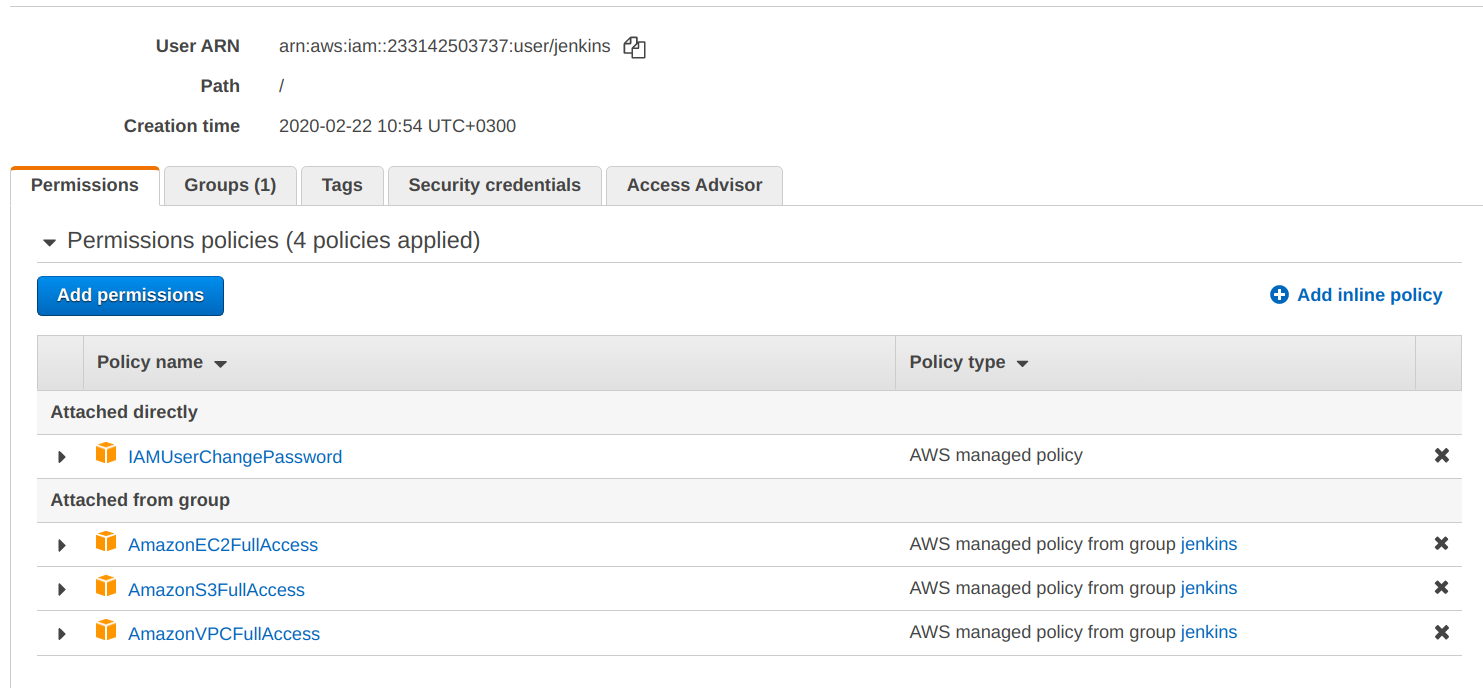 User ARN arn:aws:iam::233142503737:user/jenkins
Path /
Creation time 2020-02-22 10:54 UTC+0300
Permissions Groups (1) Tags Security credentials Access Advisor
Permissions policies (4 policies applied)
Add permissions Add inline policy
Policy name Policy type
Attached directly
IAMUserChangePassword AWS managed policy
Attached from group
AmazonEC2FullAccess AWS managed policy from group jenkins
AmazonS3FullAccess AWS managed policy from group jenkins
AmazonVPCFullAccess AWS managed policy from group jenkins